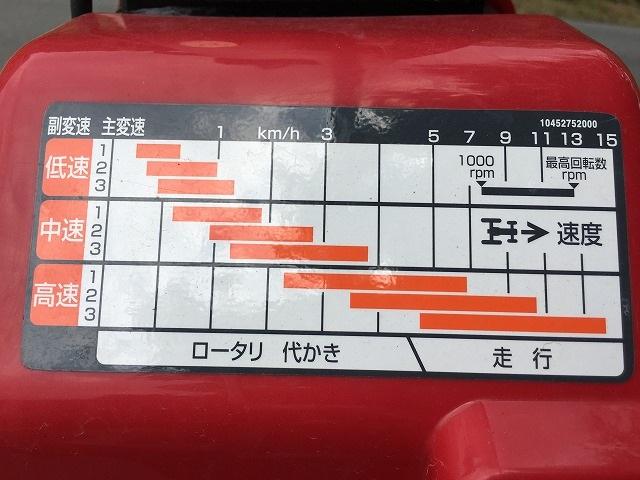 10452752000
副変速 主変速 1 km/h 3 5 7 9 11 13 15
低速 1 2 3
1000 rpm 最高回転数 rpm
中速 1 2 3
速度
高速 1 2 3
ロータリ 代かき 走行